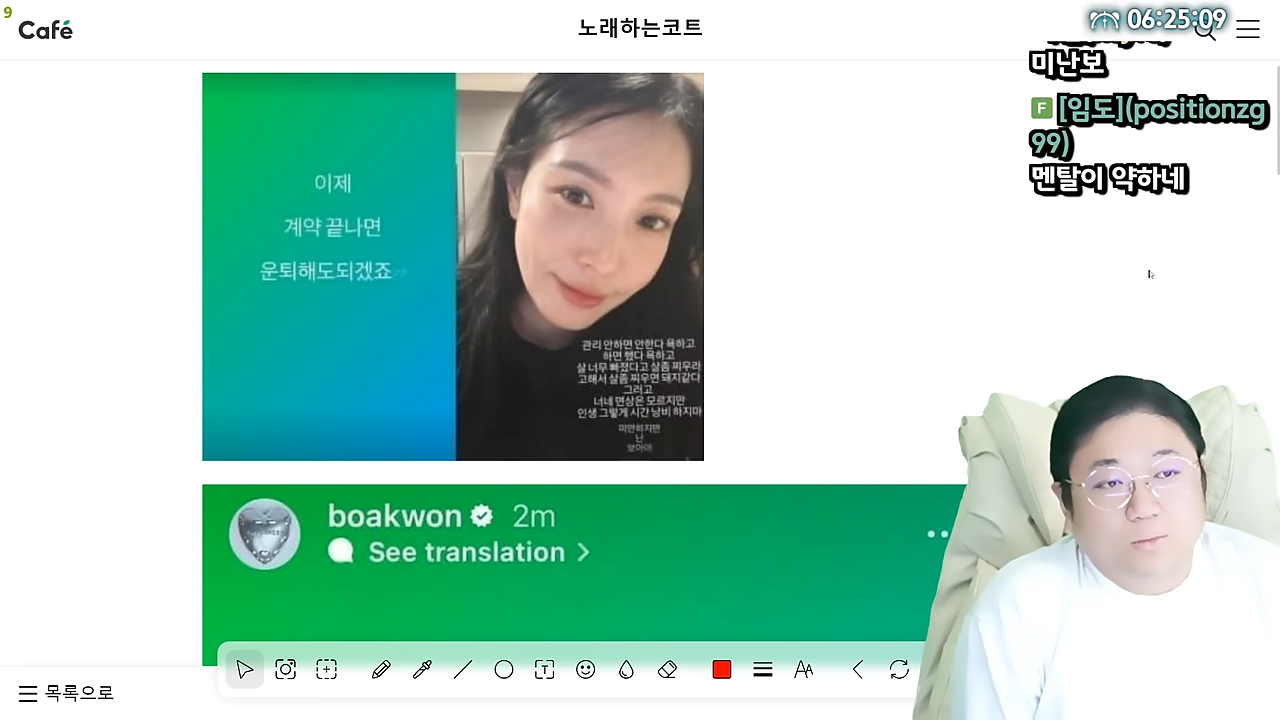 9
Café
노래하는코트
06:25:09
미난보
F [임도](positionzg
99)
멘탈이 약하네
이제
계약 끝나면
운퇴해도되겠죠??
관리 안하면 안한다 욕하고
하면 했다 욕하고
살 너무 빠졌다고 살좀 찌우라
고해서 살좀 찌우면 돼지같다
그러고
너네 면상은 모르지만
인생 그렇게 시간 낭비 하지마
미안하지만
난
보아야
boakwon 2m
See translation >
목록으로